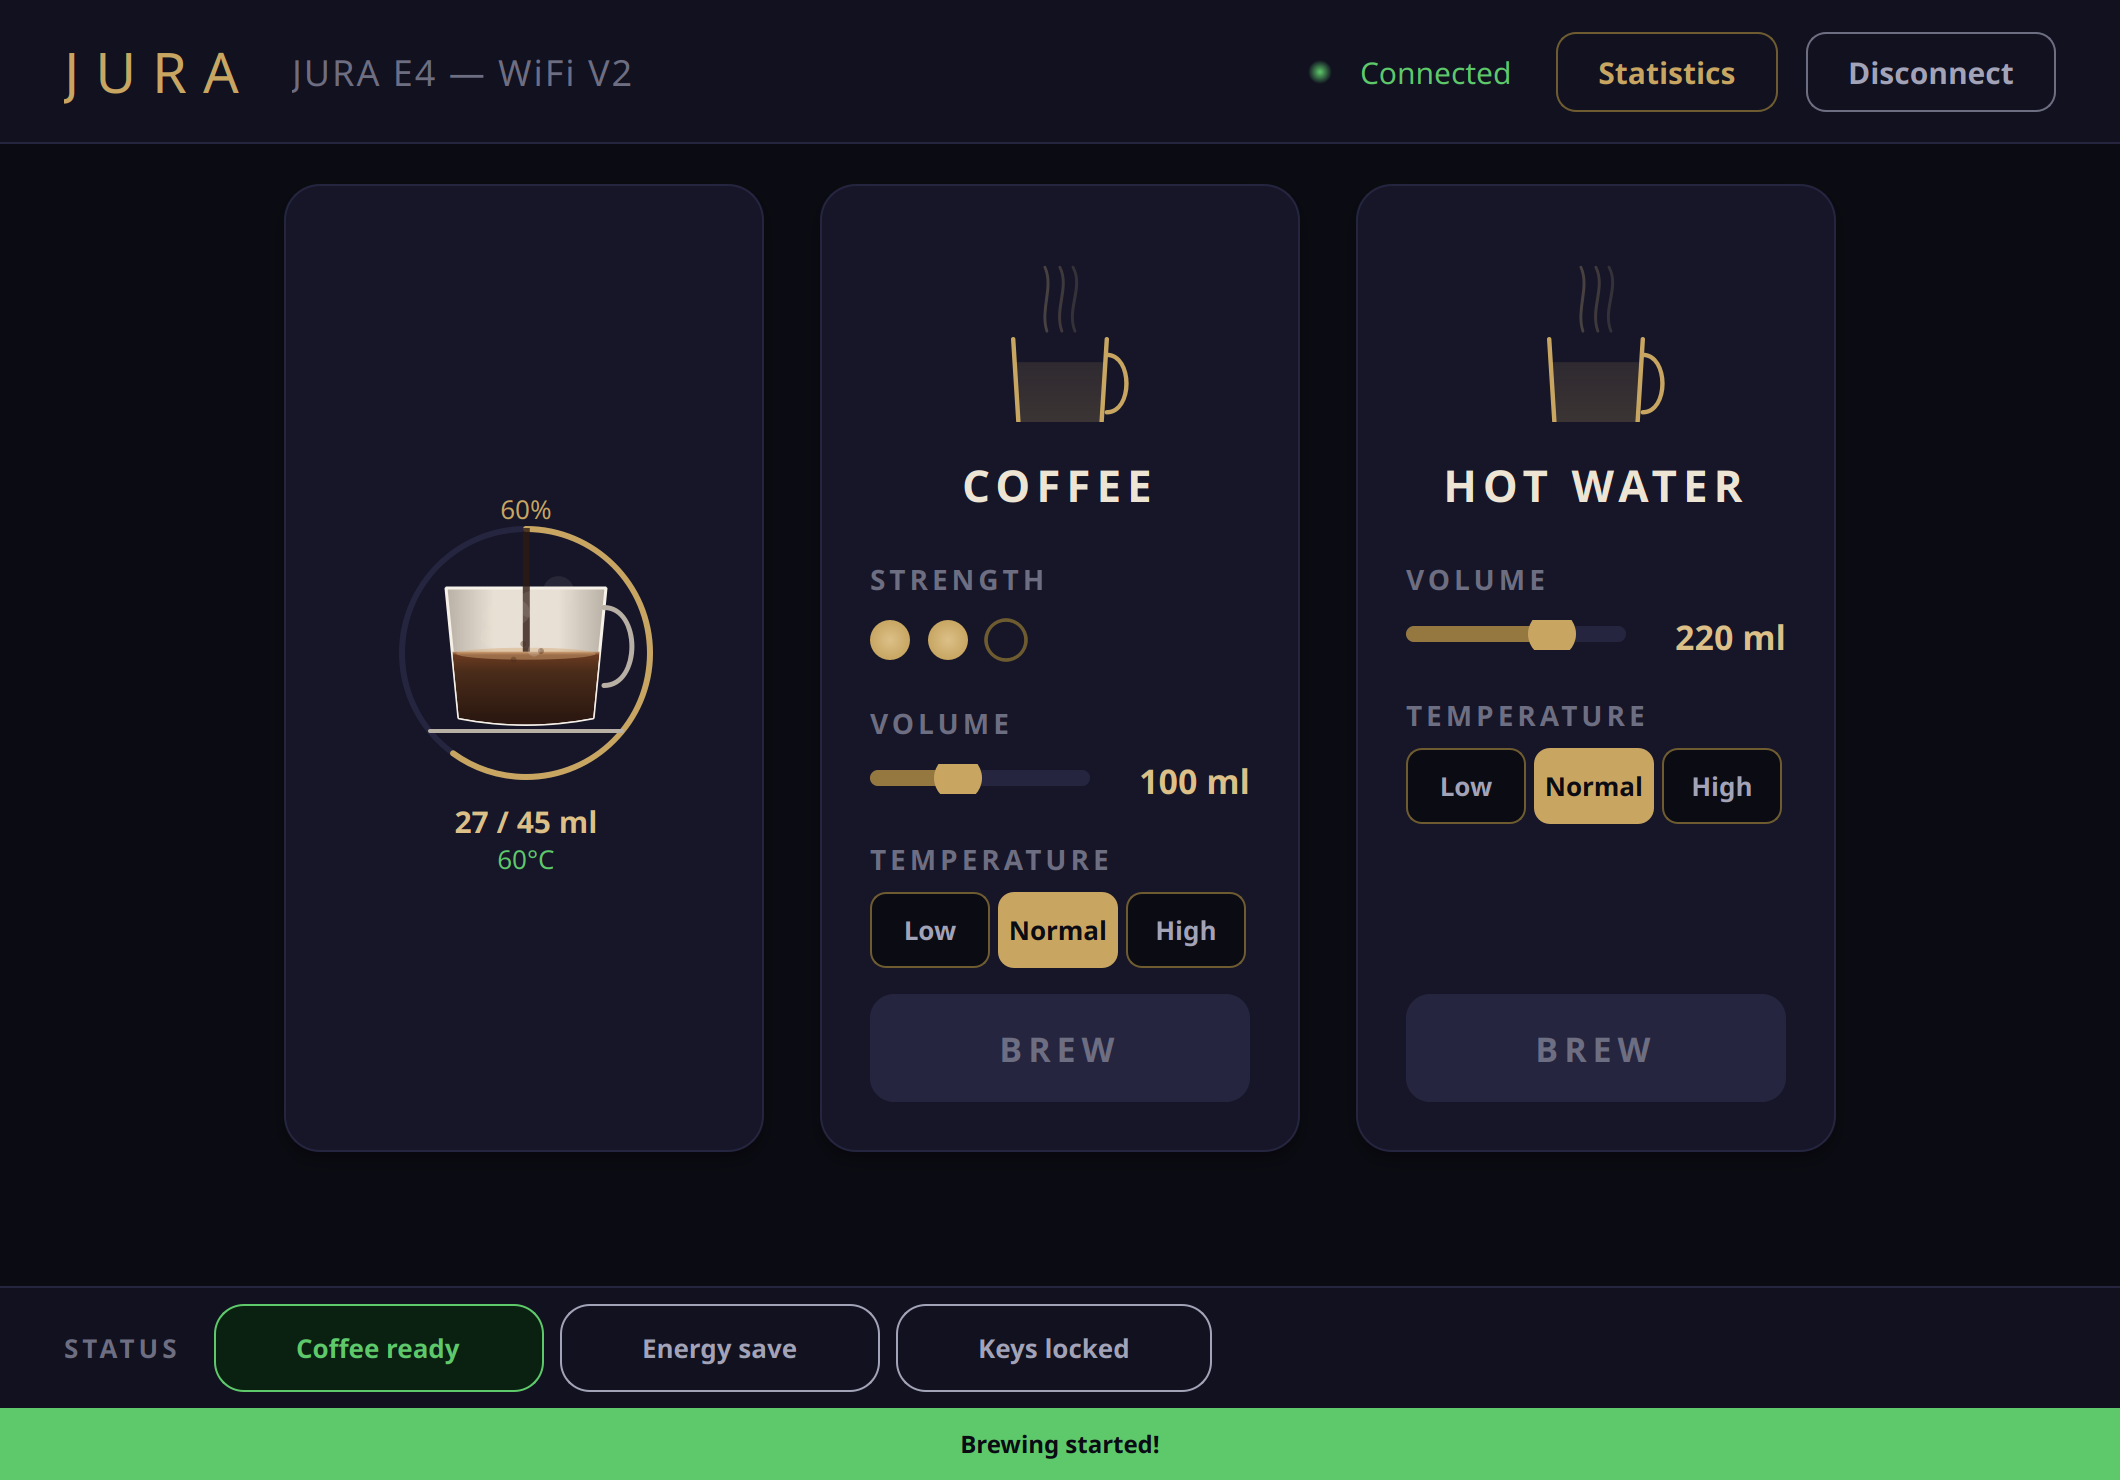 JURA JURA E4 — WiFi V2 Connected Statistics Disconnect
60%
27 / 45 ml
60°C
COFFEE
STRENGTH
VOLUME
100 ml
TEMPERATURE
Low Normal High
BREW
HOT WATER
VOLUME
220 ml
TEMPERATURE
Low Normal High
BREW
STATUS Coffee ready Energy save Keys locked
Brewing started!